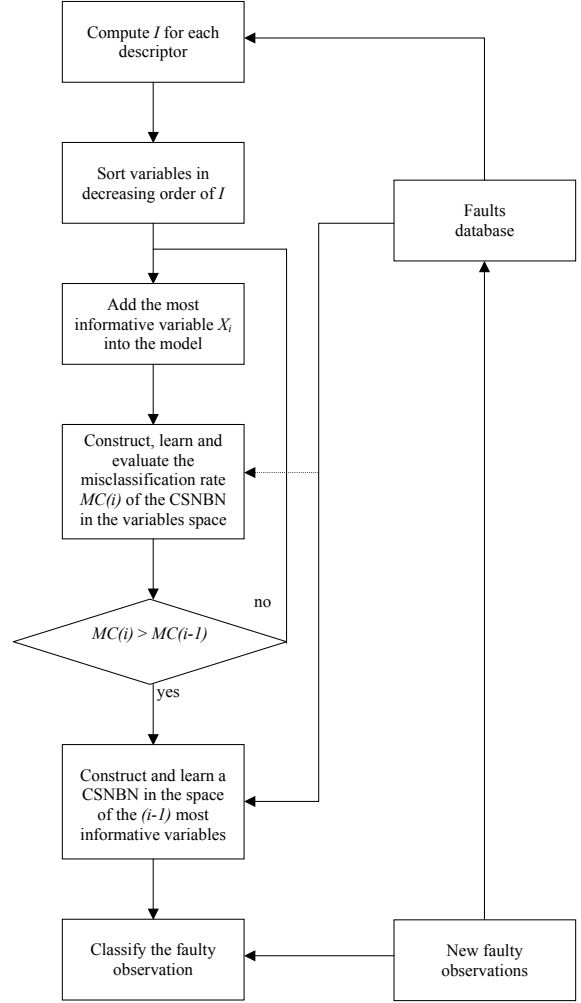 Compute I for each
descriptor
Sort variables in
decreasing order of I
Faults
database
Add the most
informative variable Xi
into the model
Construct, learn and
evaluate the
misclassification rate
MC(i) of the CSNBN
in the variables space
no
MC(i) > MC(i-1)
yes
Construct and learn a
CSNBN in the space
of the (i-1) most
informative variables
Classify the faulty
observation
New faulty
observations